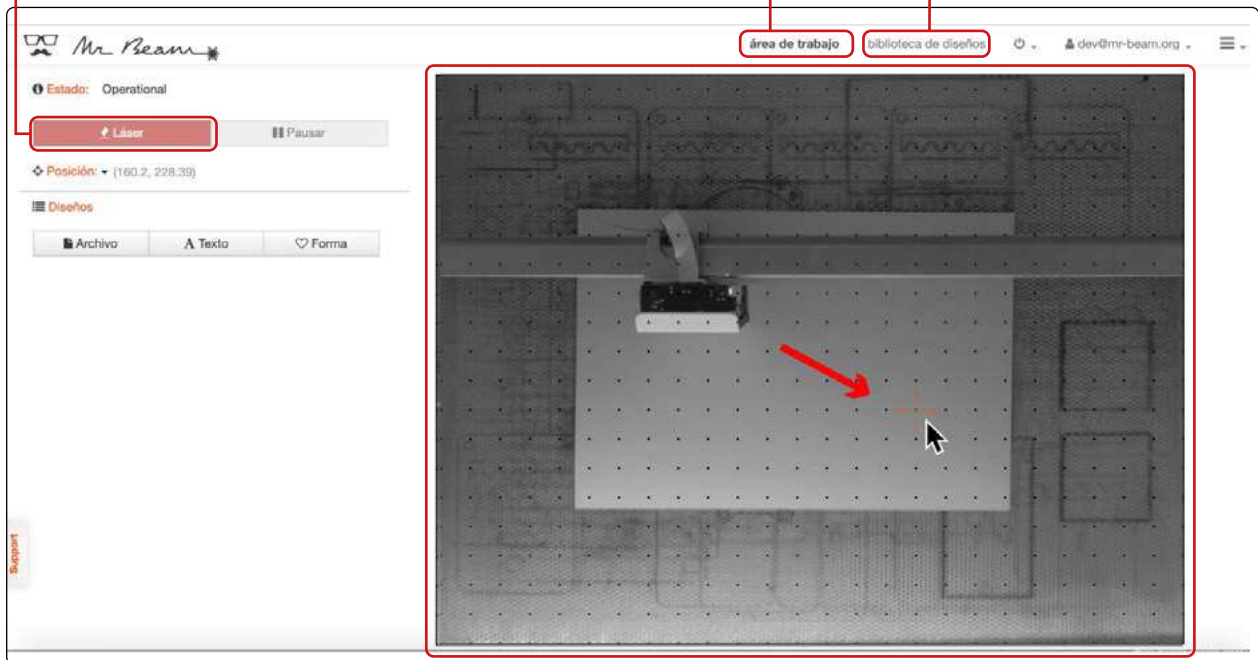 Mr Beam
área de trabajo
biblioteca de diseños
dev@mr-beam.org
Estado: Operational
Láser
Pausar
Posición: (160.2, 228.39)
Diseños
Archivo
A Texto
Forma
Support